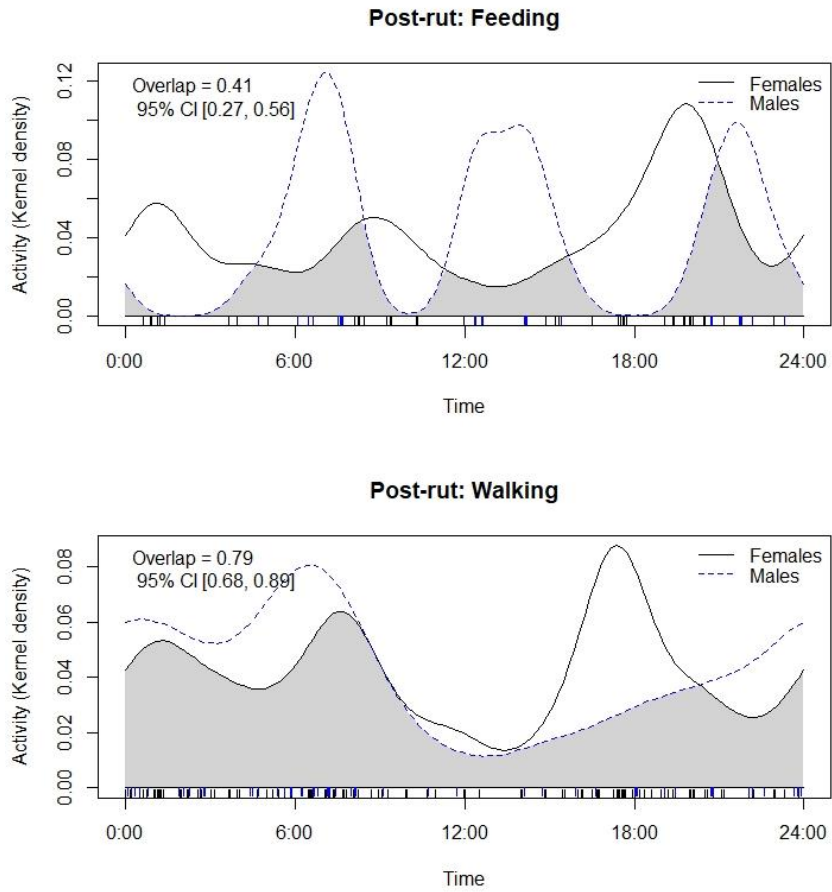 Post-rut: Feeding
Overlap = 0.41
95% CI [0.27, 0.56]
Females
Males
Activity (Kernel density)
0.12
0.08
0.04
0.00
0:00 6:00 12:00 18:00 24:00
Time
Post-rut: Walking
Overlap = 0.79
95% CI [0.68, 0.89]
Females
Males
Activity (Kernel density)
0.08
0.06
0.04
0.02
0.00
0:00 6:00 12:00 18:00 24:00
Time